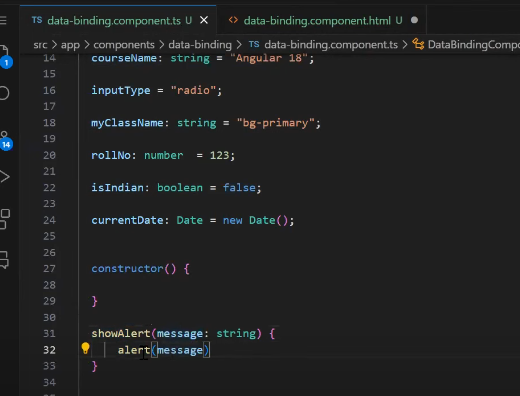 TS data-binding.component.ts U × <> data-binding.component.html U ●
src > app > components > data-binding > TS data-binding.component.ts > DataBindingCompo
14 courseName: string = "Angular 18";
15
16 inputType = "radio";
17
18 myClassName: string = "bg-primary";
19
20 rollNo: number  = 123;
21
22 isIndian: boolean = false;
23
24 currentDate: Date = new Date();
25
26
27 constructor() {
28
29 }
30
31 showAlert(message: string) {
32 alert(message)
33 }
34
1
14